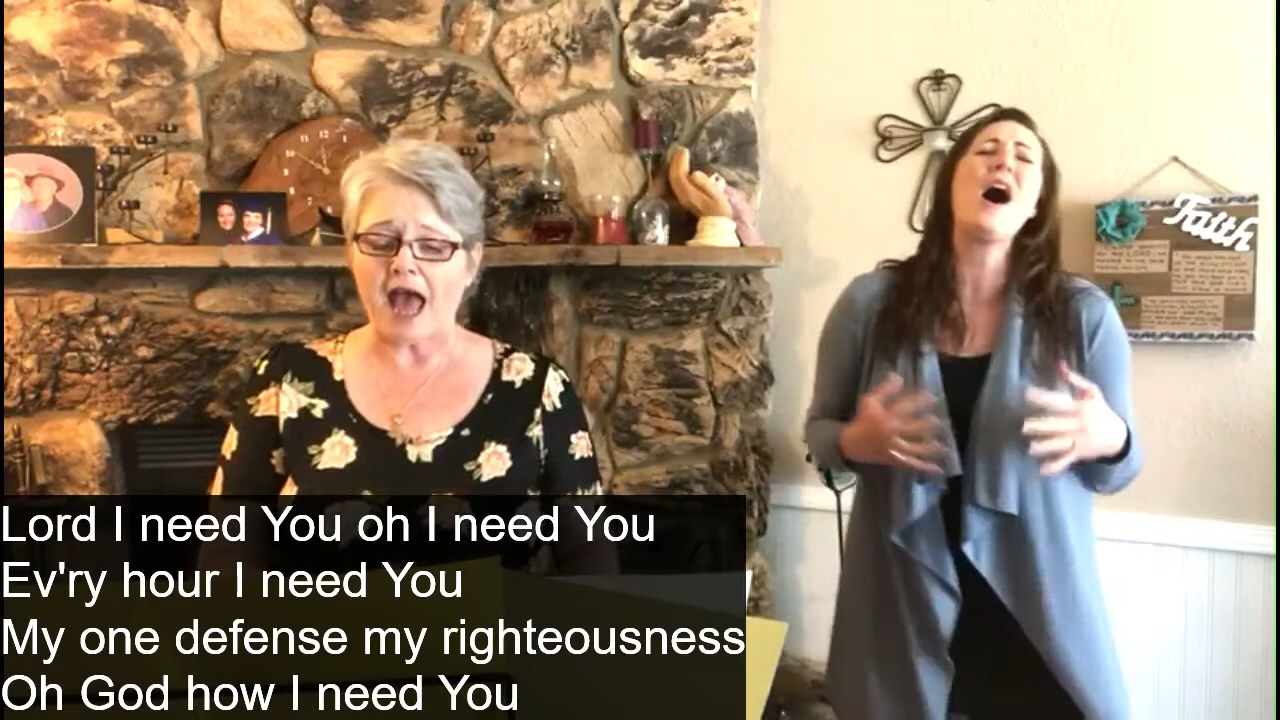 Faith
Lord I need You oh I need You
Ev'ry hour I need You
My one defense my righteousness
Oh God how I need You